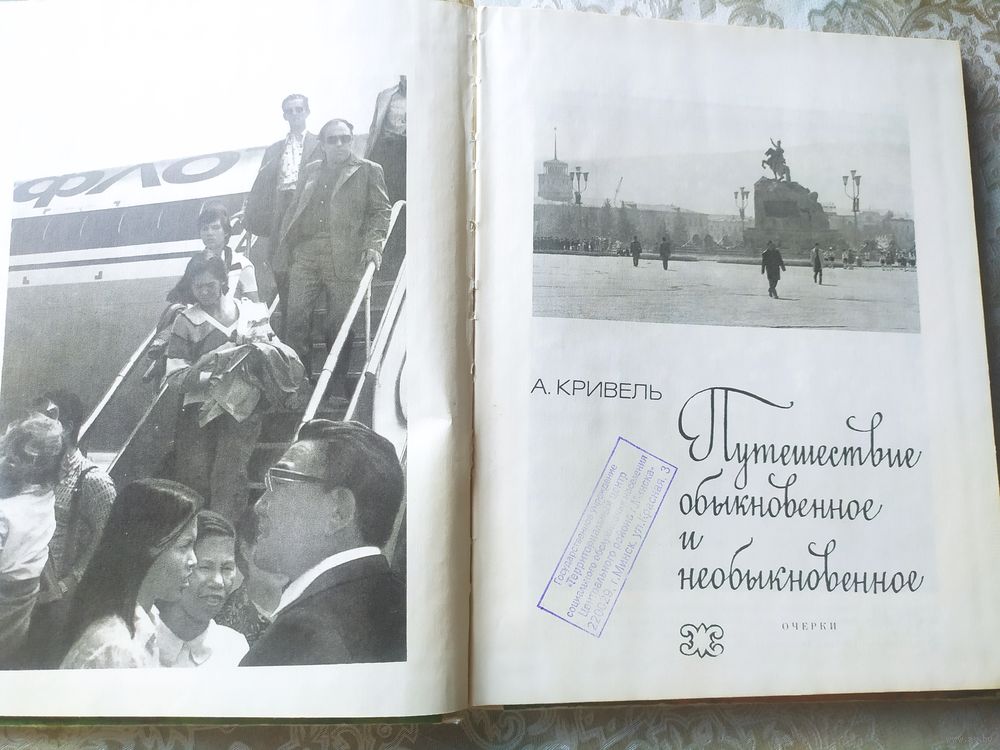 ОФЛО
А. КРИВЕЛЬ
Путешествие
обыкновенное
и
необыкновенное
ОЧЕРКИ
Государственное учреждение
«Территориальный центр
социального обслуживания населения
Центрального района г. Минска»
220029, г. Минск, ул. Красная, 3